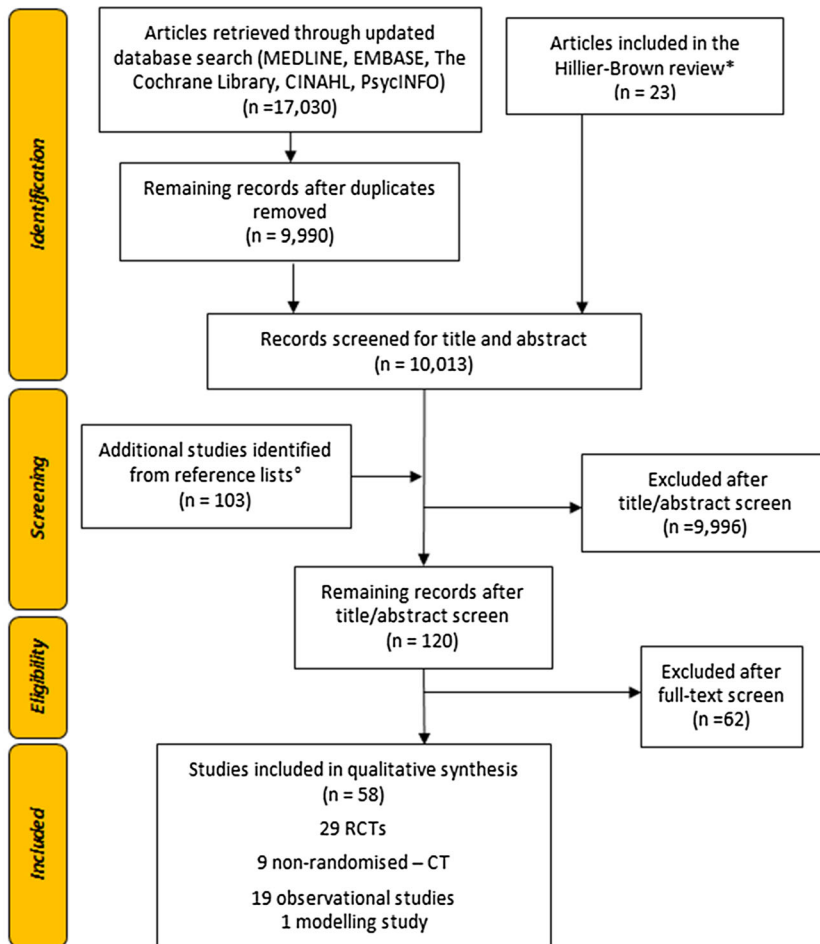 Identification
Articles retrieved through updated
database search (MEDLINE, EMBASE, The
Cochrane Library, CINAHL, PsycINFO)
(n =17,030)
Articles included in the
Hillier-Brown review*
(n = 23)
Remaining records after duplicates
removed
(n = 9,990)
Records screened for title and abstract
(n = 10,013)
Screening
Additional studies identified
from reference lists°
(n = 103)
Excluded after
title/abstract screen
(n =9,996)
Remaining records after
title/abstract screen
(n = 120)
Eligibility
Excluded after
full-text screen
(n =62)
Included
Studies included in qualitative synthesis
(n = 58)
29 RCTs
9 non-randomised – CT
19 observational studies
1 modelling study